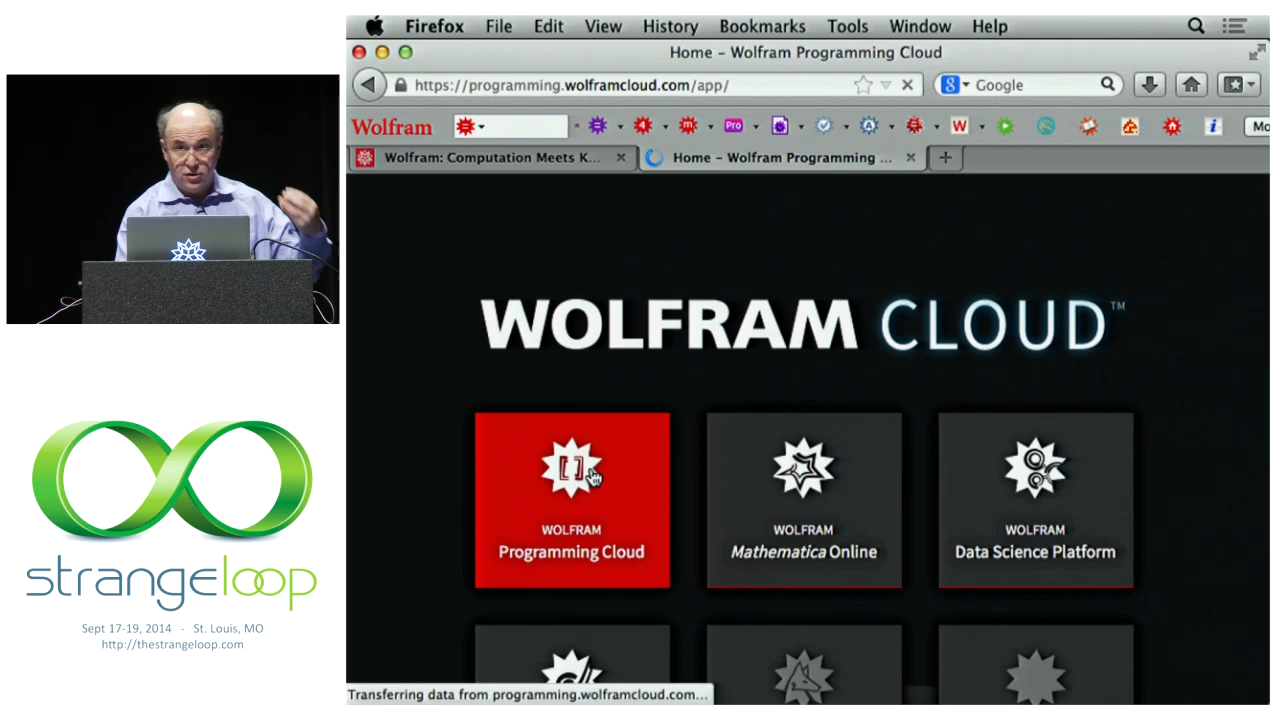 Firefox File Edit View History Bookmarks Tools Window Help
Home – Wolfram Programming Cloud
https://programming.wolframcloud.com/app/
Google
Wolfram
Pro
W
i
Mo
Wolfram: Computation Meets K...
Home – Wolfram Programming ...
WOLFRAM CLOUD™
WOLFRAM
Programming Cloud
WOLFRAM
Mathematica Online
WOLFRAM
Data Science Platform
Transferring data from programming.wolframcloud.com...
strangeloop
Sept 17-19, 2014 - St. Louis, MO
http://thestrangeloop.com